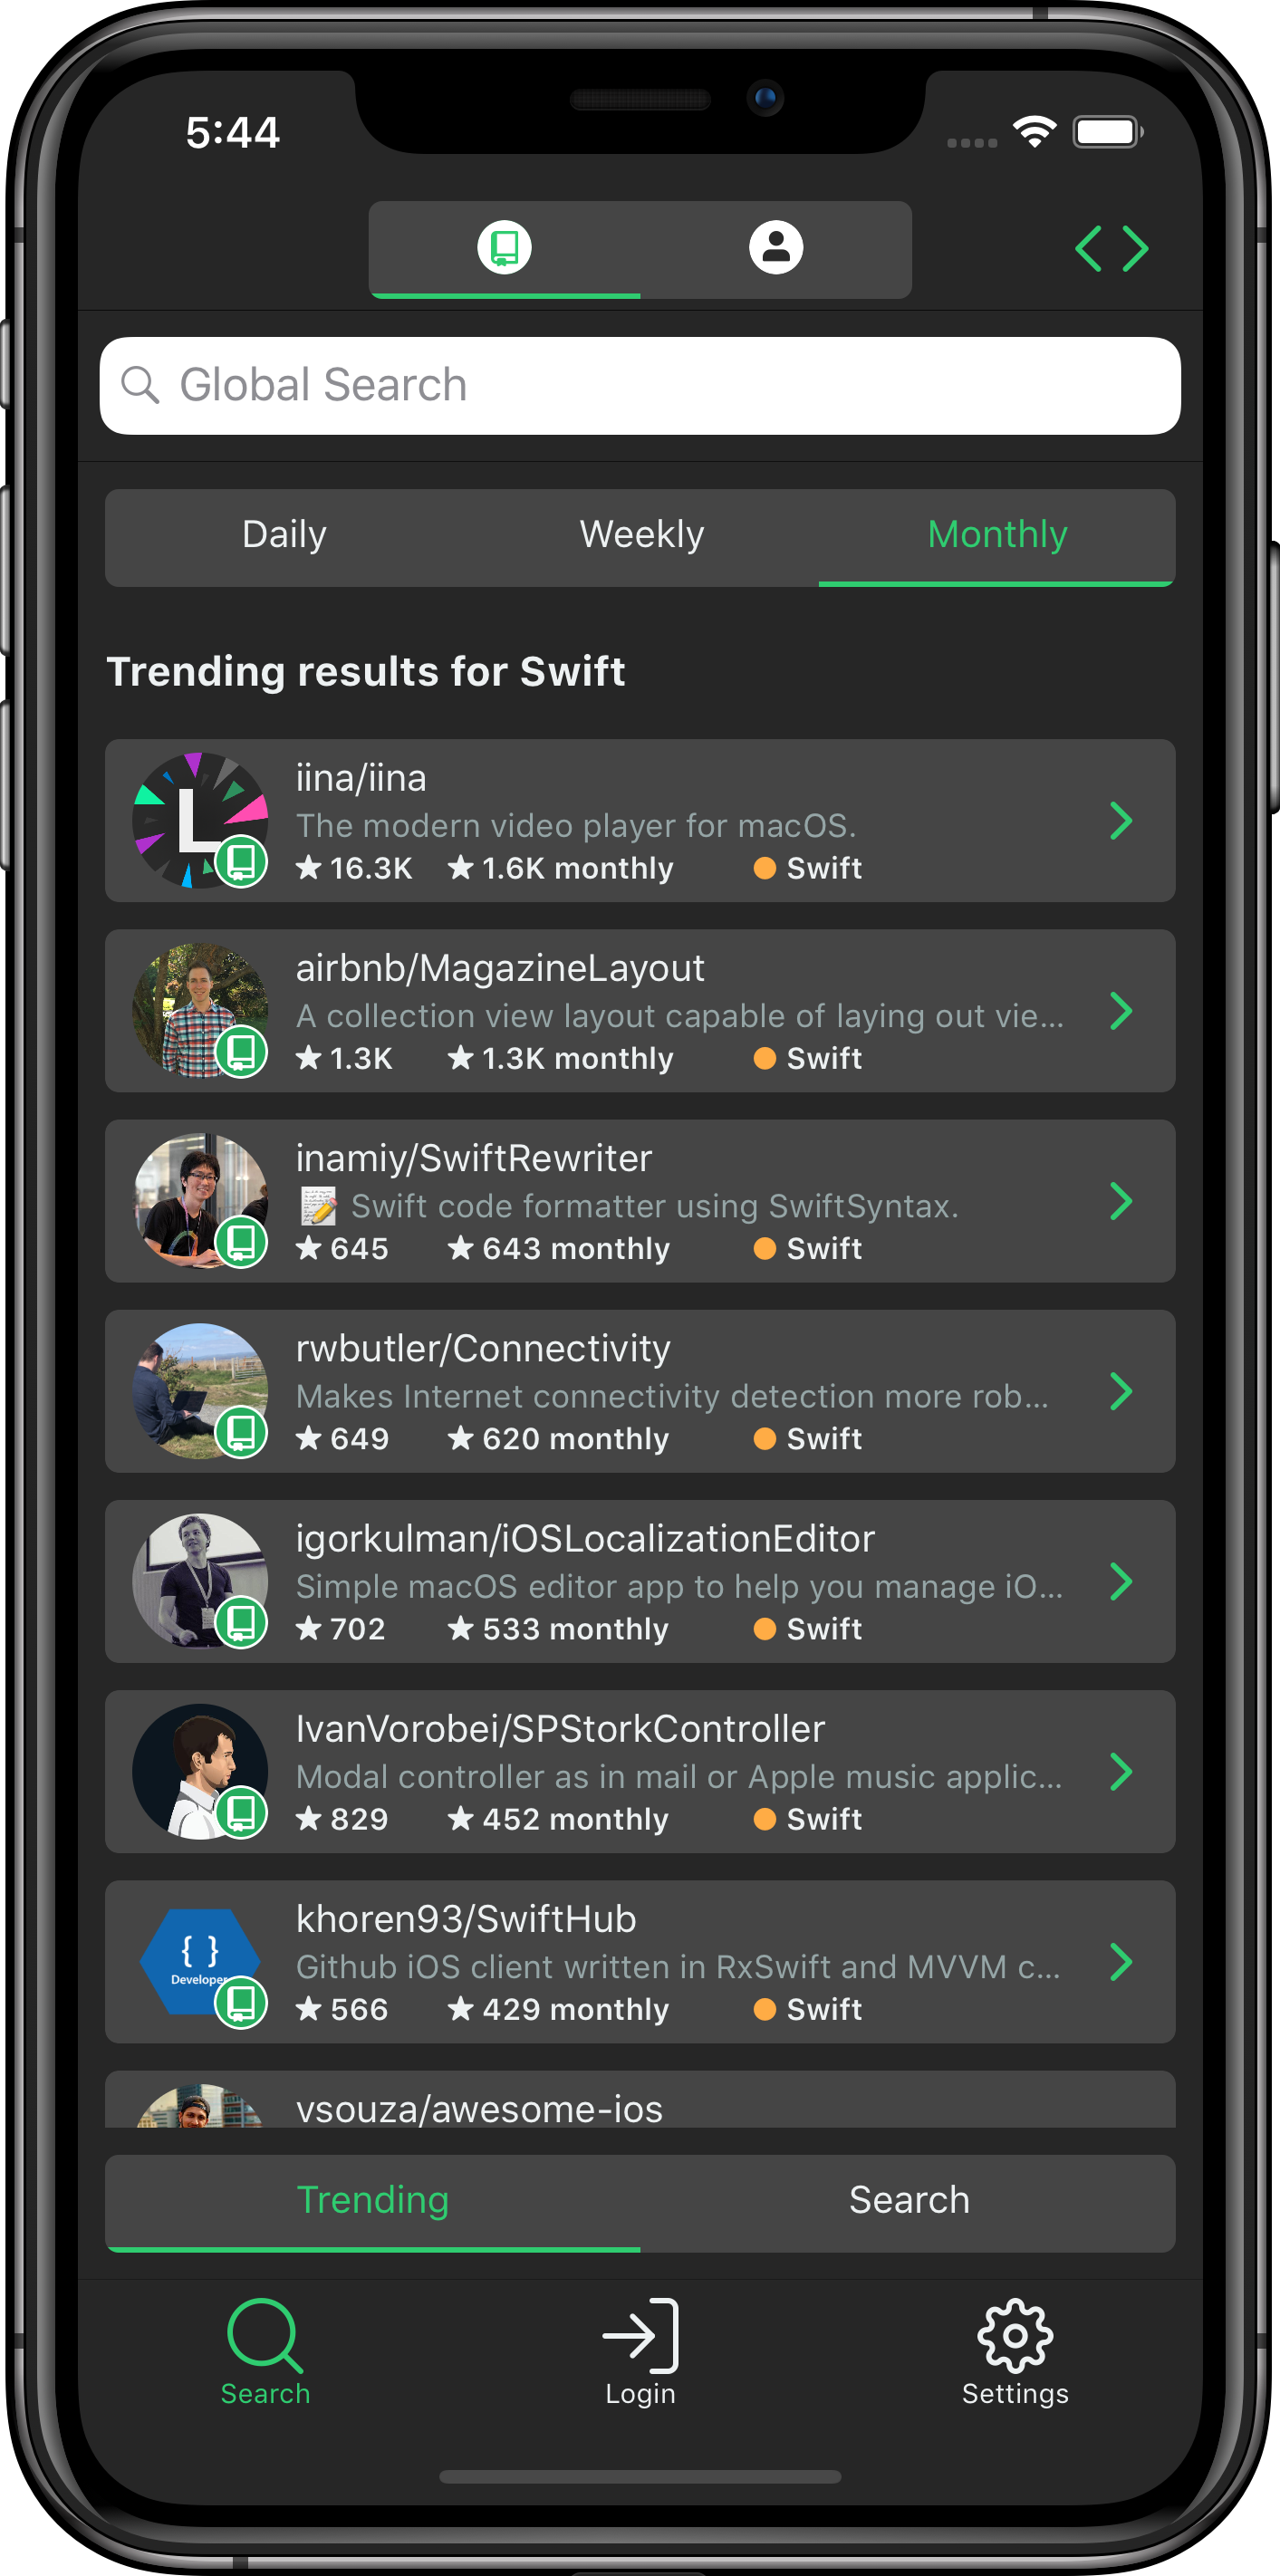 5:44
Global Search
Daily Weekly Monthly
Trending results for Swift
L
iina/iina
The modern video player for macOS.
★ 16.3K ★ 1.6K monthly Swift
airbnb/MagazineLayout
A collection view layout capable of laying out vie...
★ 1.3K ★ 1.3K monthly Swift
inamiy/SwiftRewriter
📝 Swift code formatter using SwiftSyntax.
★ 645 ★ 643 monthly Swift
rwbutler/Connectivity
Makes Internet connectivity detection more rob...
★ 649 ★ 620 monthly Swift
igorkulman/iOSLocalizationEditor
Simple macOS editor app to help you manage iO...
★ 702 ★ 533 monthly Swift
IvanVorobei/SPStorkController
Modal controller as in mail or Apple music applic...
★ 829 ★ 452 monthly Swift
{ }
Developer
khoren93/SwiftHub
Github iOS client written in RxSwift and MVVM c...
★ 566 ★ 429 monthly Swift
vsouza/awesome-ios
Trending Search
Search Login Settings